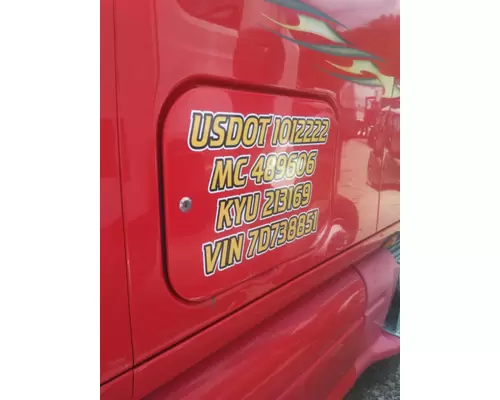 USDOT 1012222
MC 489606
KYU 213169
VIN 7D738851